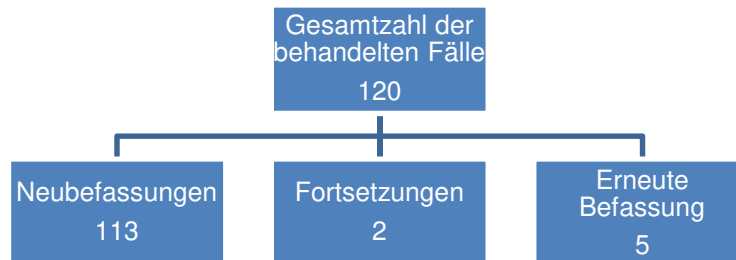 Gesamtzahl der
behandelten Fälle
120
Neubefassungen
113
Fortsetzungen
2
Erneute
Befassung
5